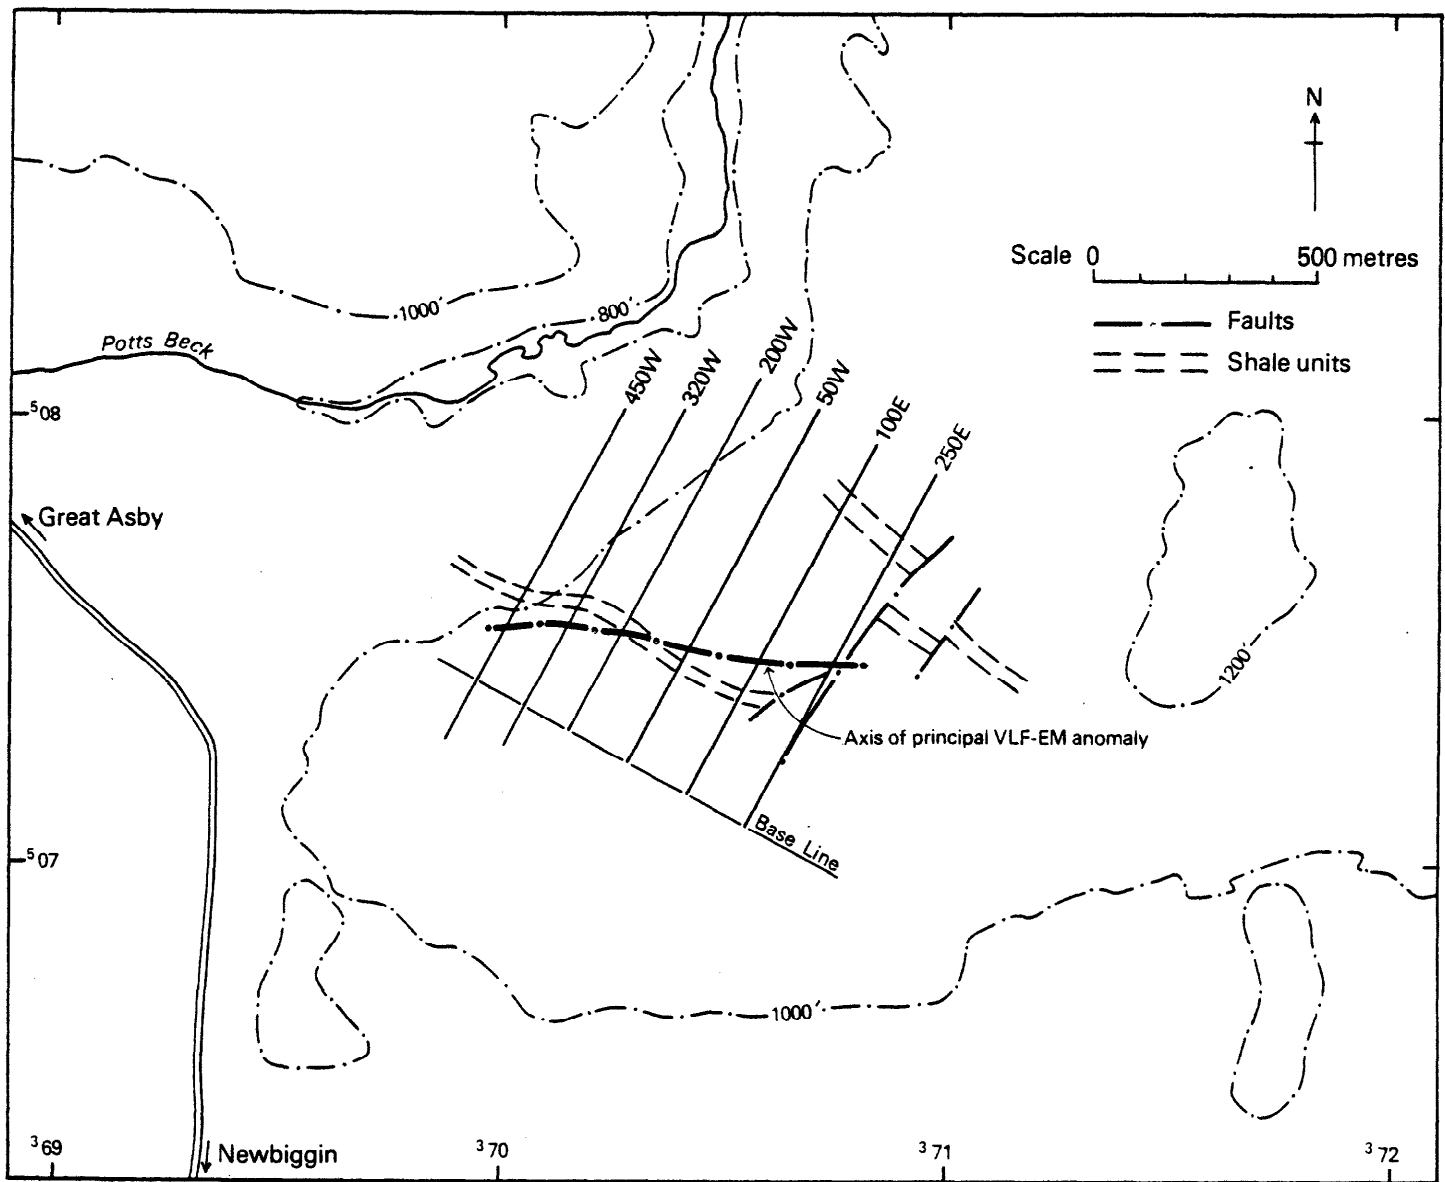 N
Scale 0 500 metres
Faults
Shale units
1000'
800'
Potts Beck
450W
320W
200W
50W
100E
250E
508
Great Asby
1200'
Axis of principal VLF-EM anomaly
Base Line
507
1000'
369
370
371
372
Newbiggin